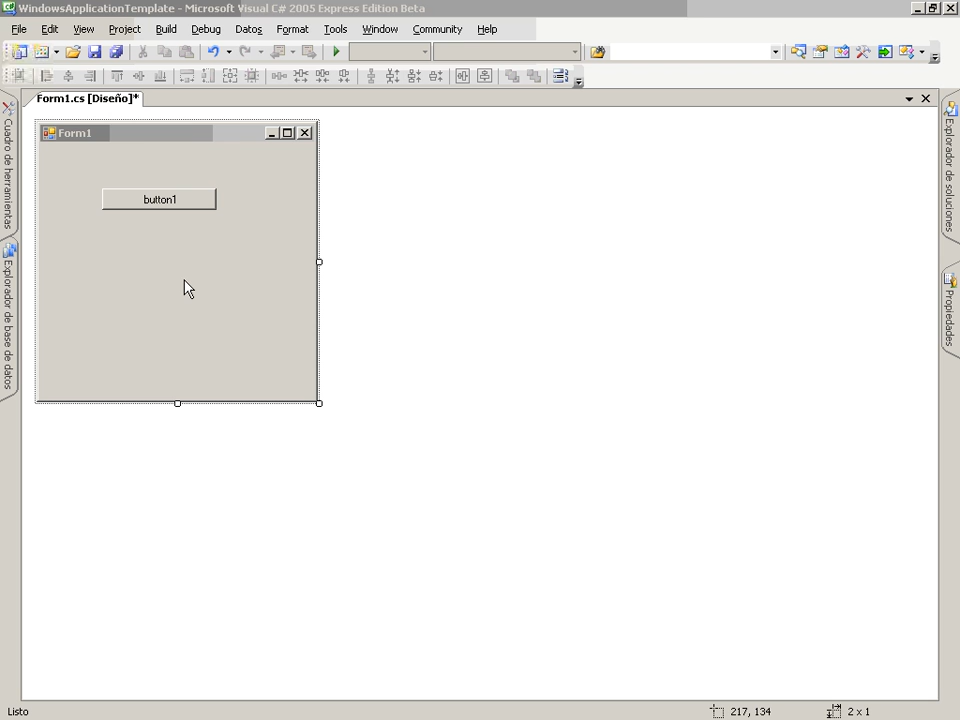 WindowsApplicationTemplate - Microsoft Visual C# 2005 Express Edition Beta
File Edit View Project Build Debug Datos Format Tools Window Community Help
Form1.cs [Diseño]*
Cuadro de herramientas
Explorador de base de datos
Form1
button1
Explorador de soluciones
Propiedades
Listo
217, 134
2 x 1